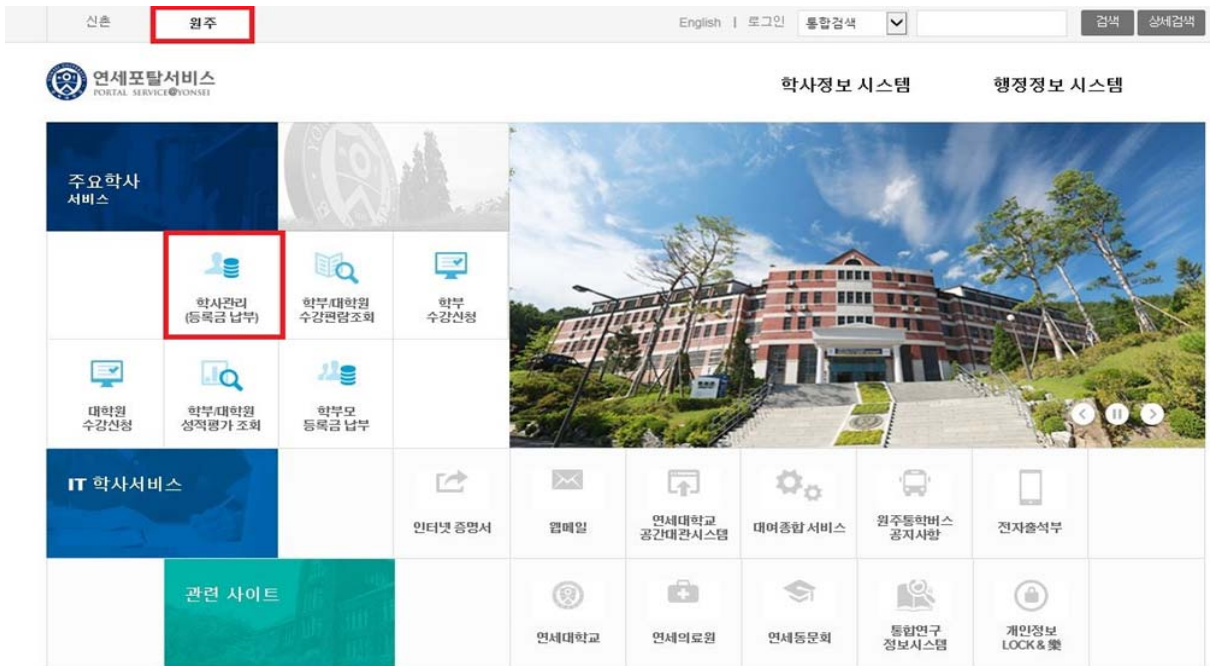 신촌
원주
English | 로그인 통합검색
검색
상세검색
연세포탈서비스
PORTAL SERVICE@YONSEI
학사정보 시스템
행정정보 시스템
주요학사
서비스
학사관리
(등록금 납부)
학부/대학원
수강편람조회
학부
수강신청
대학원
수강신청
학부/대학원
성적평가 조회
학부모
등록금 납부
IT 학사서비스
인터넷 증명서
웹메일
연세대학교
공간대관시스템
대여종합 서비스
원주통학버스
공지사항
전자출석부
관련 사이트
연세대학교
연세의료원
연세동문회
통합연구
정보시스템
개인정보
LOCK & 樂